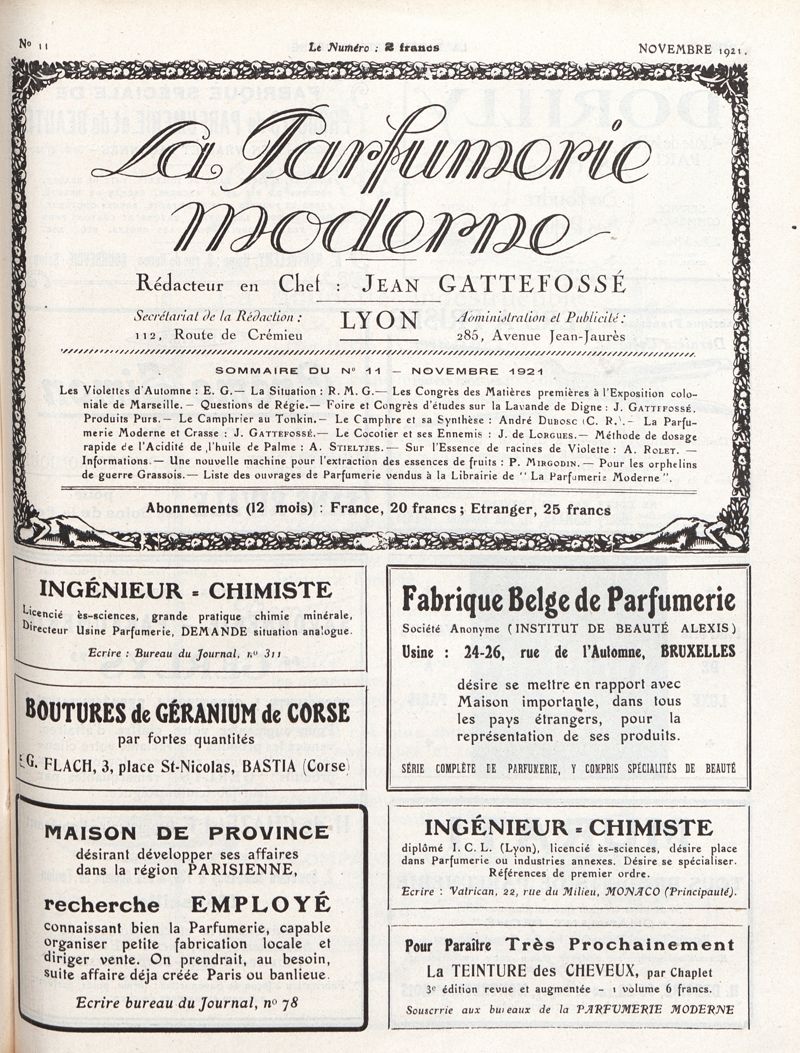 No 11
Le Numéro : 2 francs
NOVEMBRE 1921.
La Parfumerie
moderne
Rédacteur en Chef : JEAN GATTEFOSSÉ
Secrétariat de la Rédaction :
112, Route de Crémieu
LYON
Administration et Publicité :
285, Avenue Jean-Jaurès
SOMMAIRE DU No 11 — NOVEMBRE 1921
Les Violettes d'Automne : E. G.— La Situation : R. M. G.— Les Congrès des Matières premières à l'Exposition colo-
niale de Marseille. — Questions de Régie.— Foire et Congrès d'études sur la Lavande de Digne : J. GATTEFOSSÉ.
Produits Purs.— Le Camphrier au Tonkin.— Le Camphre et sa Synthèse : André DUBOSC (C. R.).— La Parfu-
merie Moderne et Crasse : J. GATTEFOSSÉ.— Le Cocotier et ses Ennemis : J. de LORGUES.— Méthode de dosage
rapide de l'Acidité de l'huile de Palme : A. STIELTJES.— Sur l'Essence de racines de Violette : A. ROLET. —
Informations.— Une nouvelle machine pour l'extraction des essences de fruits : P. MIRGODIN.— Pour les orphelins
de guerre Grassois.— Liste des ouvrages de Parfumerie vendus à la Librairie de " La Parfumerie Moderne ".
Abonnements (12 mois) : France, 20 francs ; Etranger, 25 francs
INGÉNIEUR = CHIMISTE
Licencié ès-sciences, grande pratique chimie minérale,
Directeur Usine Parfumerie, DEMANDE situation analogue.
Ecrire : Bureau du Journal, no 311
BOUTURES de GÉRANIUM de CORSE
par fortes quantités
E.G. FLACH, 3, place St-Nicolas, BASTIA (Corse)
MAISON DE PROVINCE
désirant développer ses affaires
dans la région PARISIENNE,
recherche EMPLOYÉ
connaissant bien la Parfumerie, capable
organiser petite fabrication locale et
diriger vente. On prendrait, au besoin,
suite affaire déja créée Paris ou banlieue.
Ecrire bureau du Journal, no 78
Fabrique Belge de Parfumerie
Société Anonyme (INSTITUT DE BEAUTÉ ALEXIS)
Usine : 24-26, rue de l'Automne, BRUXELLES
désire se mettre en rapport avec
Maison importante, dans tous
les pays étrangers, pour la
représentation de ses produits.
SÉRIE COMPLÈTE DE PARFUMERIE, Y COMPRIS SPÉCIALITÉS DE BEAUTÉ
INGÉNIEUR = CHIMISTE
diplômé I. C. L. (Lyon), licencié ès-sciences, désire place
dans Parfumerie ou industries annexes. Désire se spécialiser.
Références de premier ordre.
Ecrire : Vatrican, 22, rue du Milieu, MONACO (Principauté).
Pour Paraître Très Prochainement
La TEINTURE des CHEVEUX, par Chaplet
3e édition revue et augmentée — 1 volume 6 francs.
Souscrrie aux bureaux de la PARFUMERIE MODERNE